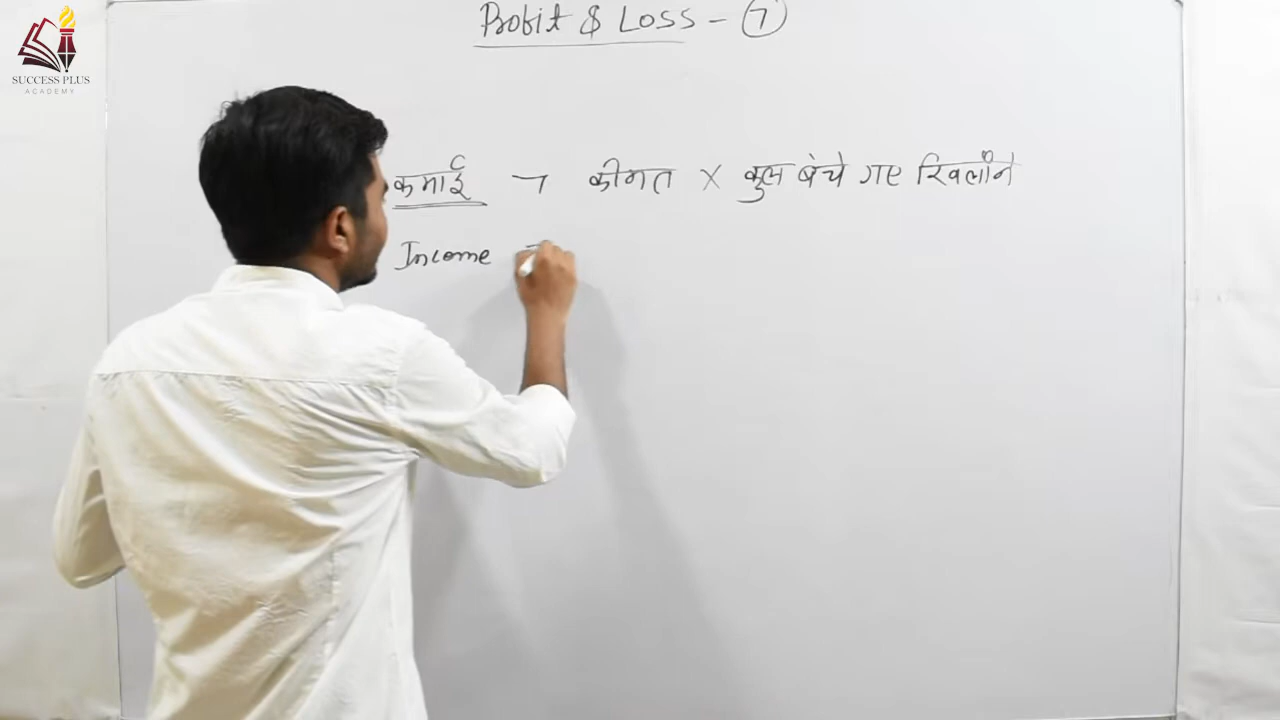 SUCCESS PLUS
ACADEMY
Profit & Loss - 7
कमाई → कीमत X कुल बेचे गए खिलौने
Income